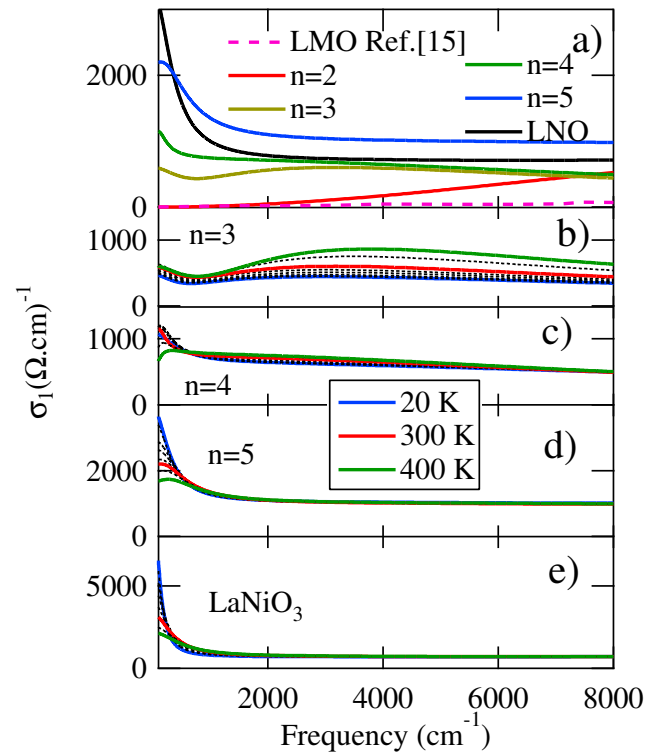 LMO Ref.[15]
a)
n=2
n=4
n=3
n=5
LNO
2000
0
n=3
b)
1000
0
c)
1000
n=4
0
20 K
300 K
400 K
n=5
d)
2000
0
e)
5000
LaNiO₃
0
2000
4000
6000
8000
Frequency (cm⁻¹)
σ₁(Ω.cm)⁻¹